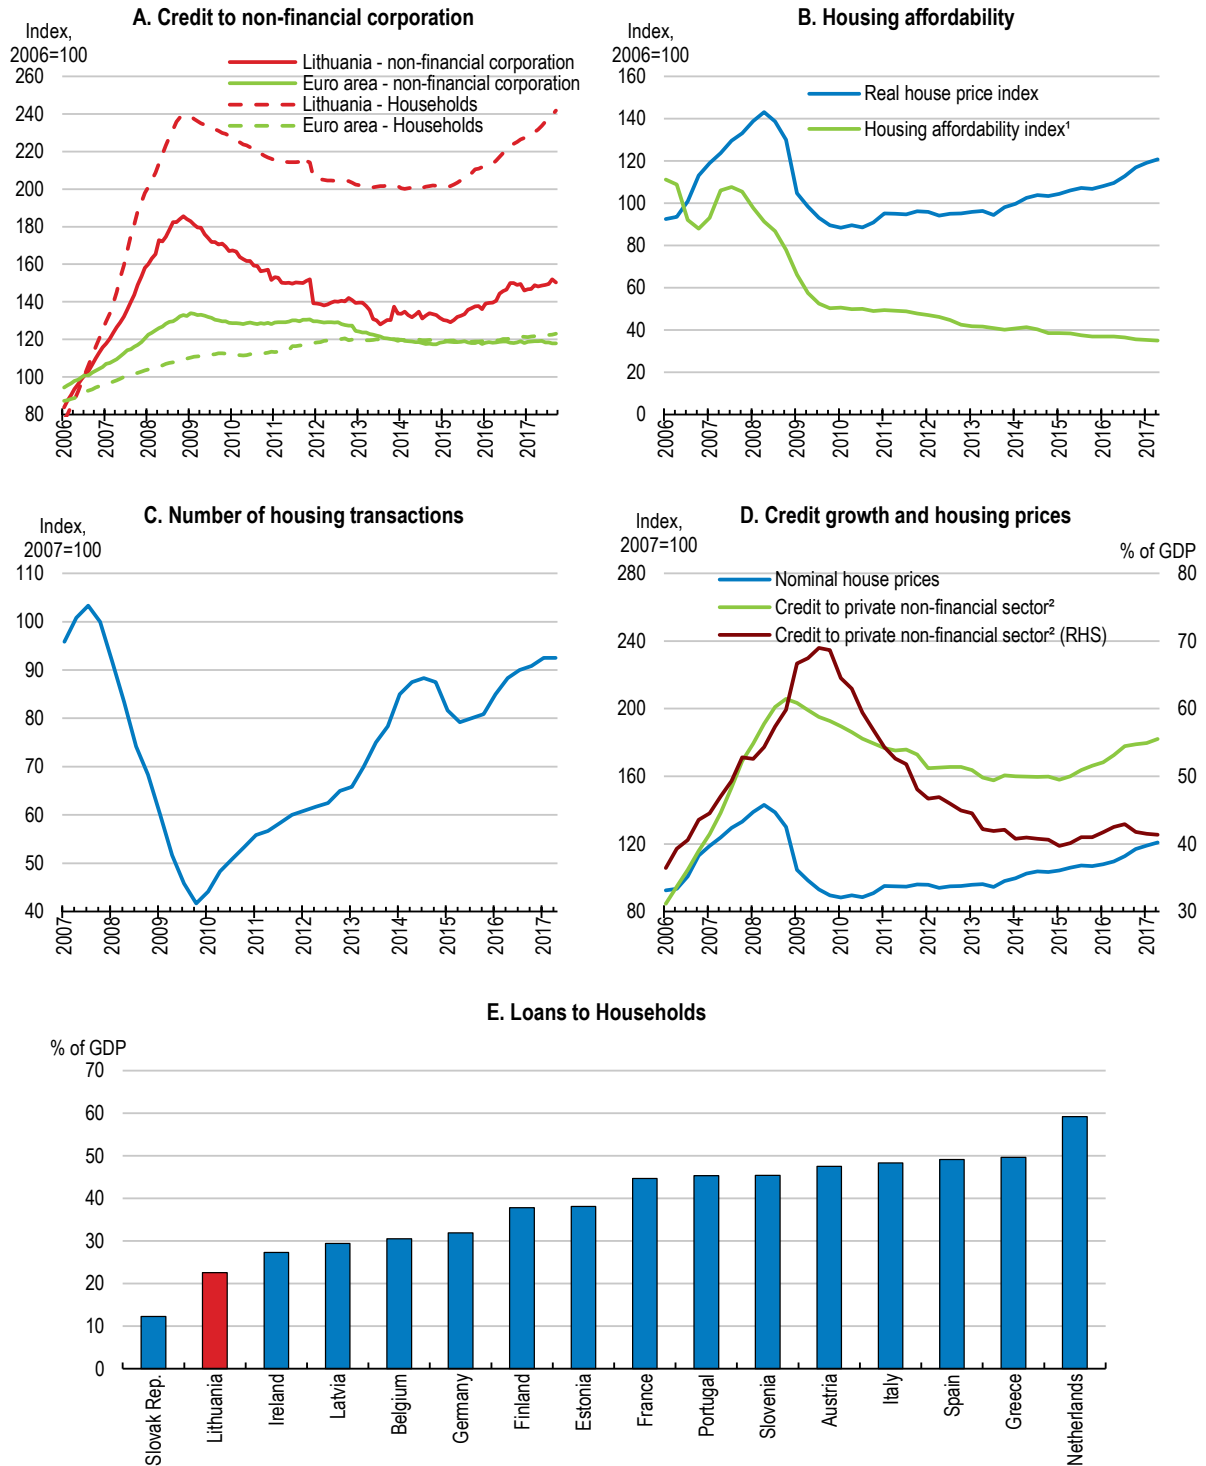 A. Credit to non-financial corporation
Index,
2006=100
Lithuania - non-financial corporation
Euro area - non-financial corporation
Lithuania - Households
Euro area - Households
260
240
220
200
180
160
140
120
100
80
2006
2007
2008
2009
2010
2011
2012
2013
2014
2015
2016
2017
B. Housing affordability
Index,
2006=100
Real house price index
Housing affordability index¹
160
140
120
100
80
60
40
20
0
2006
2007
2008
2009
2010
2011
2012
2013
2014
2015
2016
2017
C. Number of housing transactions
Index,
2007=100
110
100
90
80
70
60
50
40
2007
2008
2009
2010
2011
2012
2013
2014
2015
2016
2017
D. Credit growth and housing prices
Index,
2007=100
% of GDP
Nominal house prices
Credit to private non-financial sector²
Credit to private non-financial sector² (RHS)
280
240
200
160
120
80
80
70
60
50
40
30
2006
2007
2008
2009
2010
2011
2012
2013
2014
2015
2016
2017
E. Loans to Households
% of GDP
70
60
50
40
30
20
10
0
Slovak Rep.
Lithuania
Ireland
Latvia
Belgium
Germany
Finland
Estonia
France
Portugal
Slovenia
Austria
Italy
Spain
Greece
Netherlands